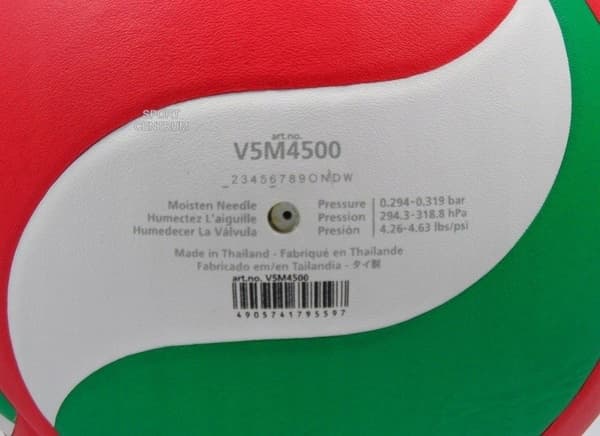 SPORT
CENTRUM
art.no.
V5M4500
_23456789ONDW
Moisten Needle
Humectez L'aiguille
Humedecer La Válvula
Pressure 0.294-0.319 bar
Pression 294.3-318.8 hPa
Presión 4.26-4.63 lbs/psi
Made in Thailand - Fabriqué en Thaïlande
Fabricado em/en Tailandia - タイ製
art.no. V5M4500
4905741795597